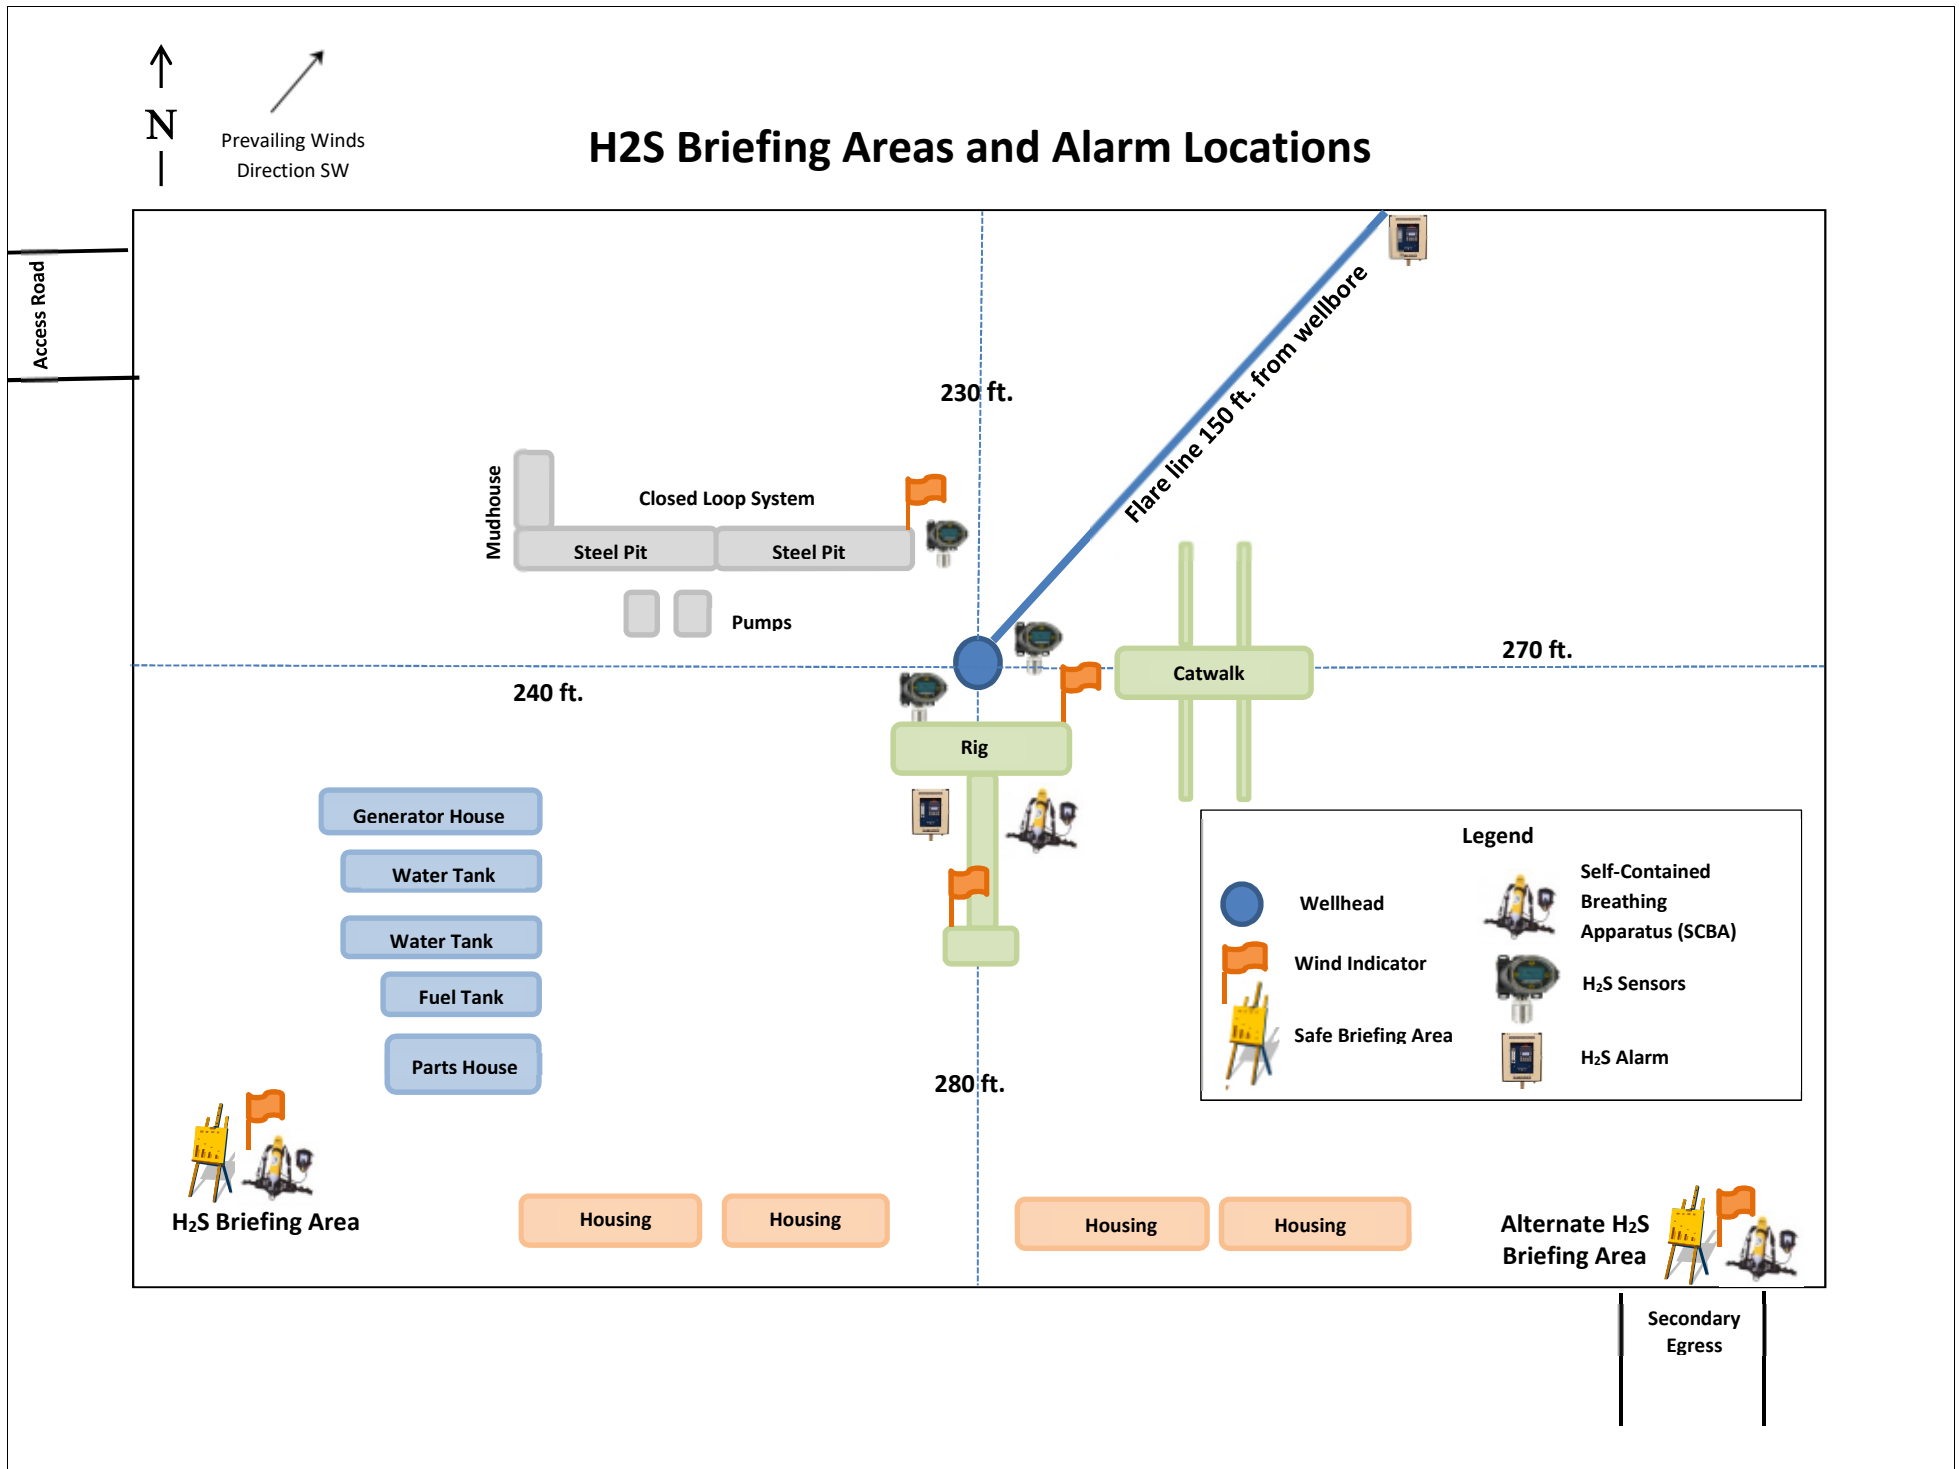 N
Prevailing Winds
Direction SW
H2S Briefing Areas and Alarm Locations
Access Road
230 ft.
Flare line 150 ft. from wellbore
Mudhouse
Closed Loop System
Steel Pit
Steel Pit
Pumps
270 ft.
Catwalk
240 ft.
Rig
Generator House
Water Tank
Water Tank
Fuel Tank
Parts House
Legend
Wellhead
Self-Contained
Breathing
Apparatus (SCBA)
Wind Indicator
H₂S Sensors
Safe Briefing Area
H₂S Alarm
280 ft.
H₂S Briefing Area
Housing
Housing
Housing
Housing
Alternate H₂S
Briefing Area
Secondary
Egress